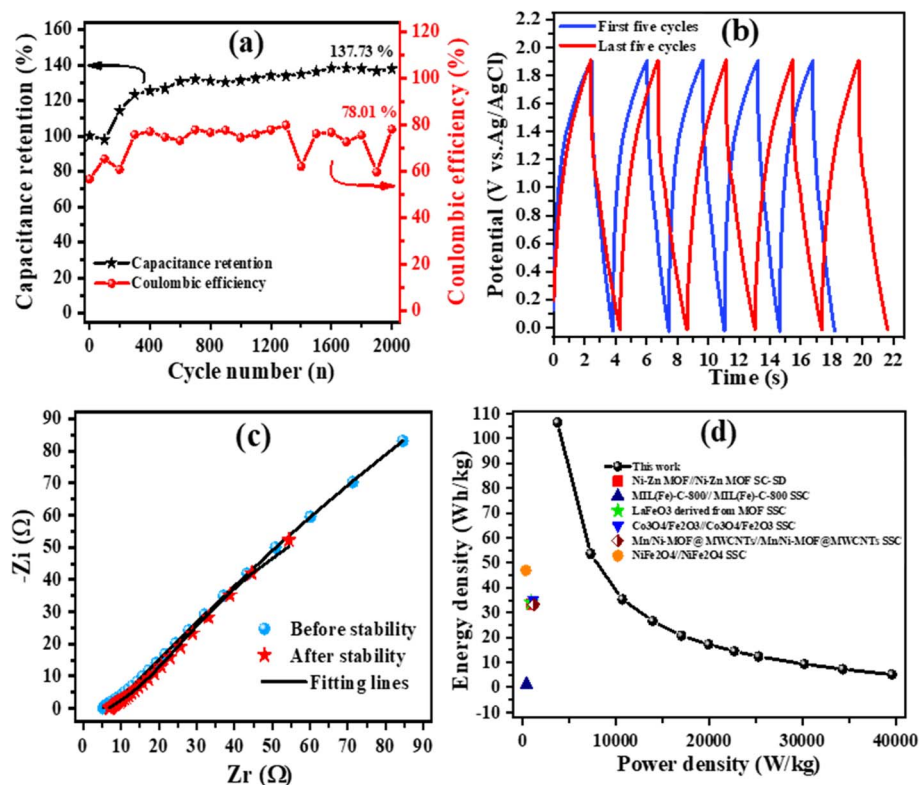 (a)
137.73 %
78.01 %
Capacitance retention
Coulombic efficiency
Capacitance retention (%)
160
140
120
100
80
60
40
20
0
Coulombic efficiency (%)
120
100
80
60
40
20
0
0 400 800 1200 1600 2000
Cycle number (n)
(b)
First five cycles
Last five cycles
Potential (V vs.Ag/AgCl)
2.2
2.0
1.8
1.6
1.4
1.2
1.0
0.8
0.6
0.4
0.2
0.0
0 2 4 6 8 10 12 14 16 18 20 22
Time (s)
(c)
Before stability
After stability
Fitting lines
-Zi (Ω)
90
80
70
60
50
40
30
20
10
0
0 10 20 30 40 50 60 70 80 90
Zr (Ω)
(d)
This work
Ni-Zn MOF//Ni-Zn MOF SC-SD
MIL(Fe)-C-800// MIL(Fe)-C-800 SSC
LaFeO3 derived from MOF SSC
Co3O4/Fe2O3//Co3O4/Fe2O3 SSC
Mn/Ni-MOF@MWCNTs//Mn/Ni-MOF@MWCNTs SSC
NiFe2O4//NiFe2O4 SSC
Energy density (Wh/kg)
110
100
90
80
70
60
50
40
30
20
10
0
-10
0 10000 20000 30000 40000
Power density (W/kg)